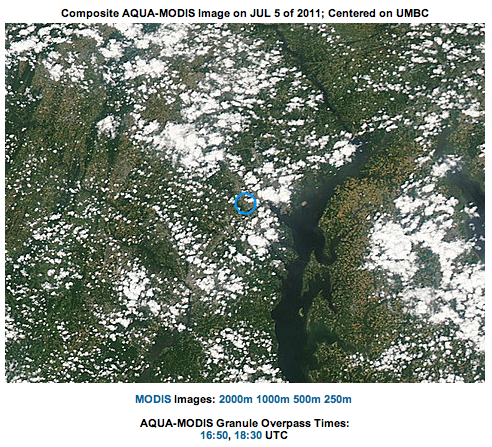 Composite AQUA-MODIS Image on JUL 5 of 2011; Centered on UMBC
MODIS Images: 2000m 1000m 500m 250m
AQUA-MODIS Granule Overpass Times:
16:50, 18:30 UTC